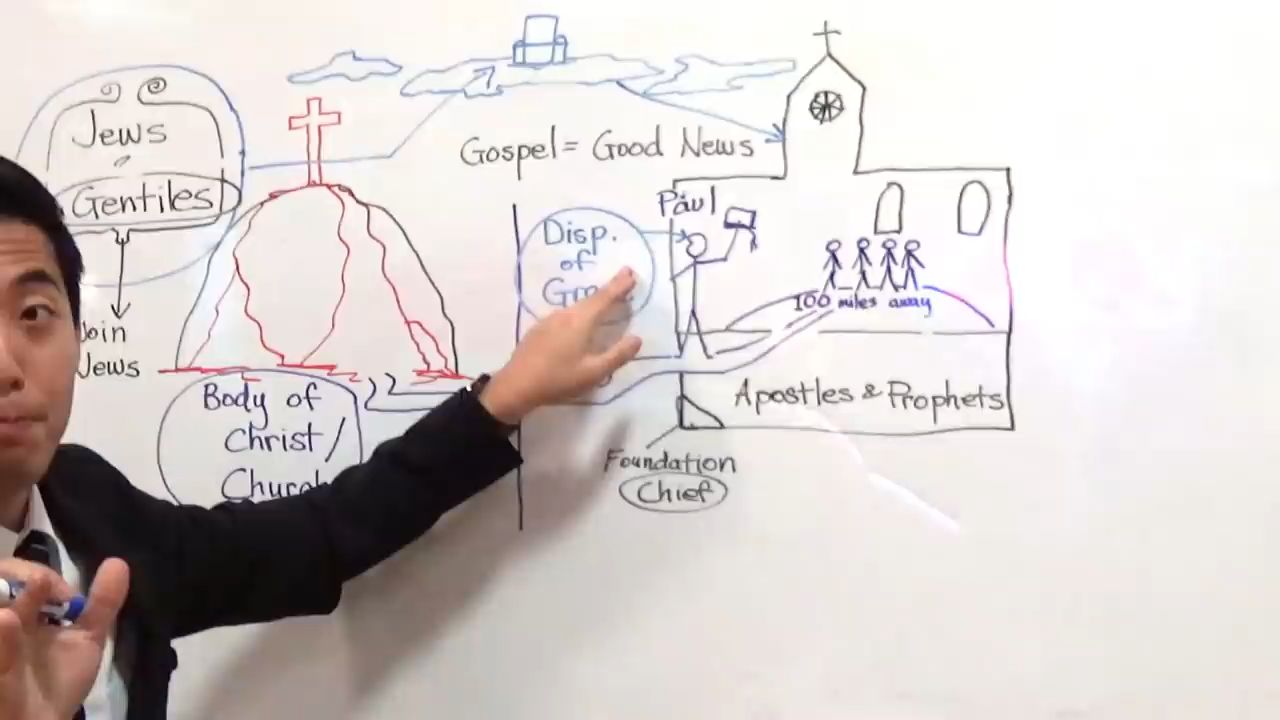 Jews
&
Gentiles
Join
Jews
Body of
Christ/
Church
Gospel = Good News
Disp.
of
Paul
100 miles away
Apostles & Prophets
Foundation
Chief